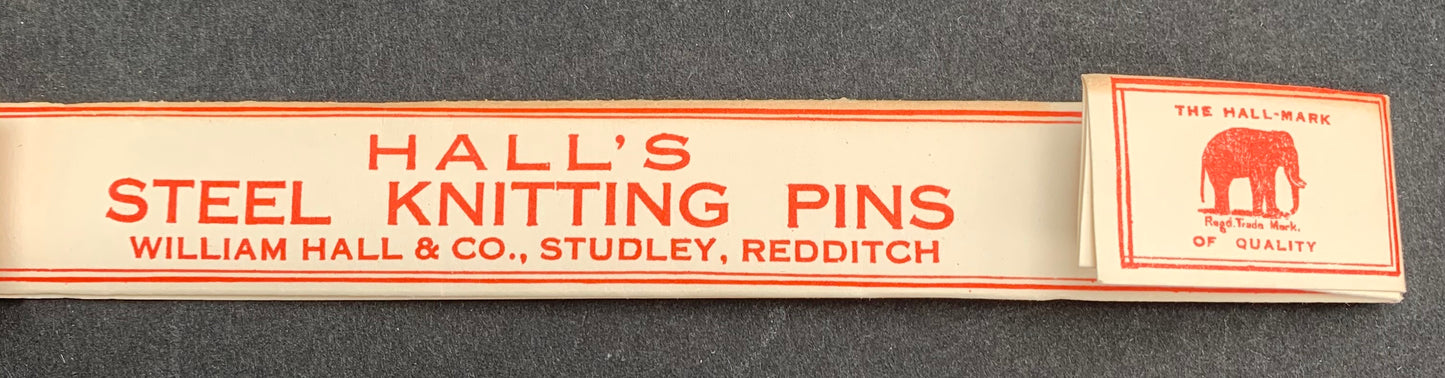 HALL'S
STEEL KNITTING PINS
WILLIAM HALL & CO., STUDLEY, REDDITCH
THE HALL-MARK
Regd. Trade Mark.
OF QUALITY